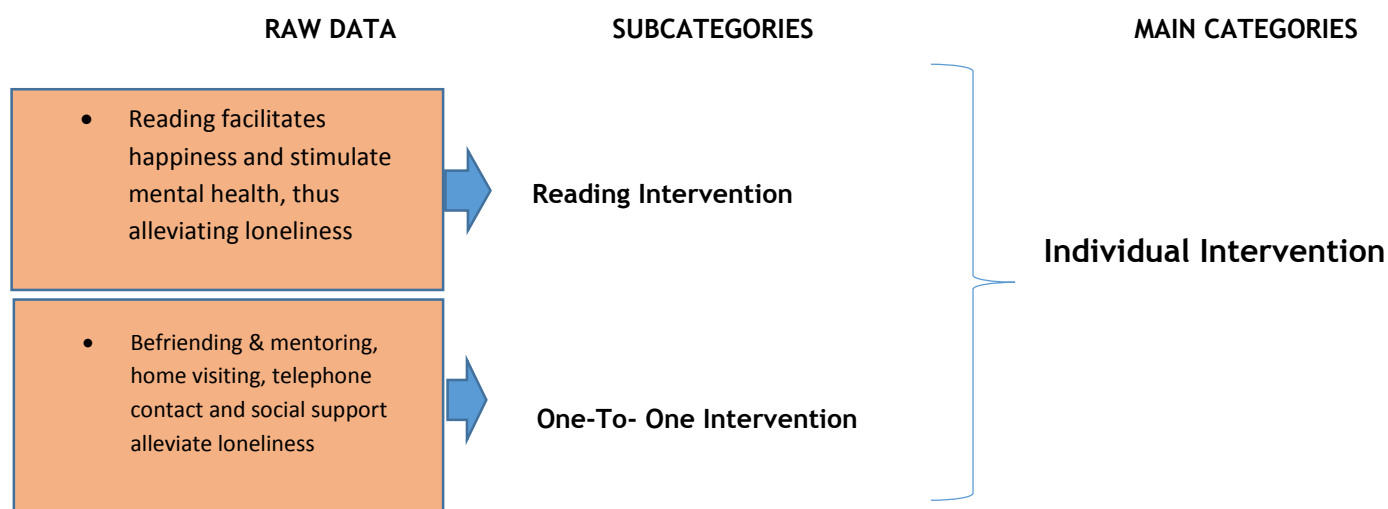 RAW DATA SUBCATEGORIES MAIN CATEGORIES
• Reading facilitates
happiness and stimulate
mental health, thus
alleviating loneliness
Reading Intervention
• Befriending & mentoring,
home visiting, telephone
contact and social support
alleviate loneliness
One-To- One Intervention
Individual Intervention